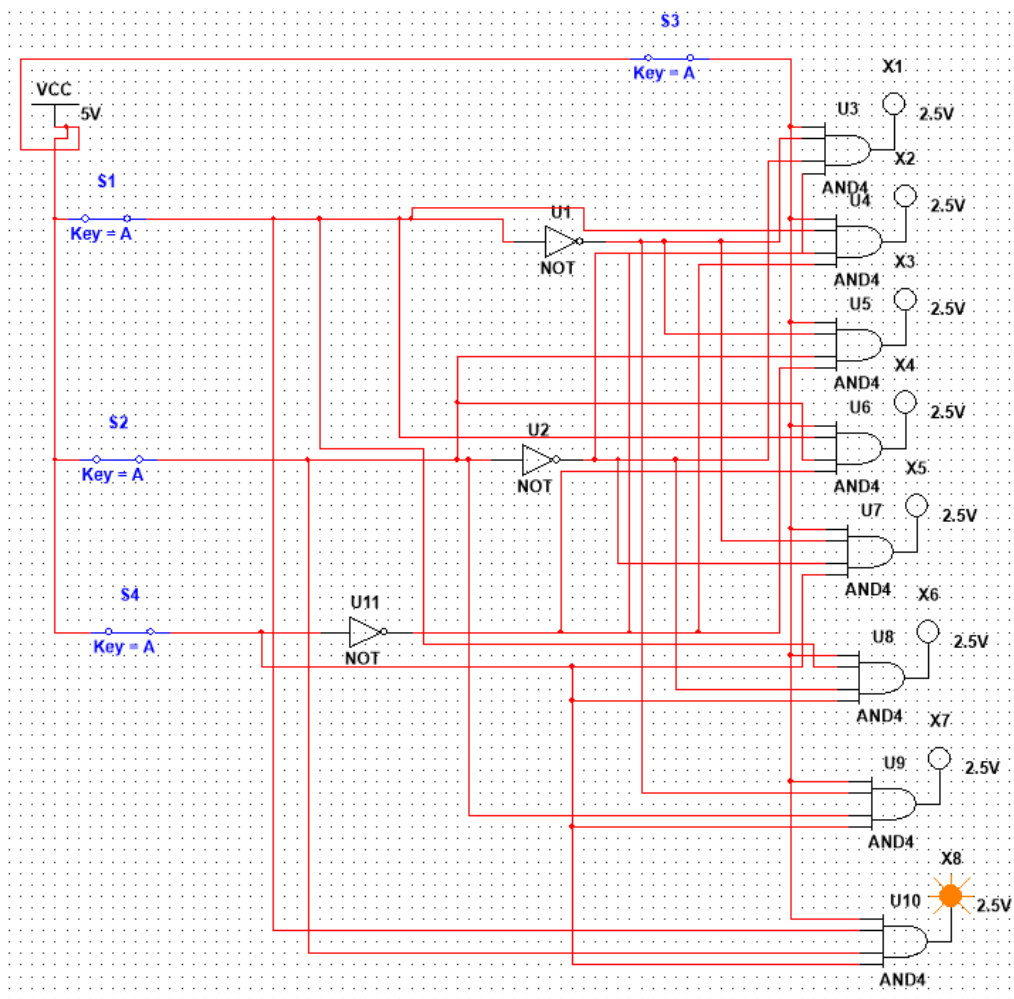 S3
Key = A
X1
VCC
5V
U3
2.5V
X2
AND4
S1
Key = A
U4
2.5V
U1
NOT
X3
AND4
U5
2.5V
X4
AND4
U6
2.5V
S2
Key = A
U2
NOT
X5
AND4
U7
2.5V
AND4
S4
Key = A
U11
NOT
X6
U8
2.5V
AND4
X7
U9
2.5V
AND4
X8
U10
2.5V
AND4